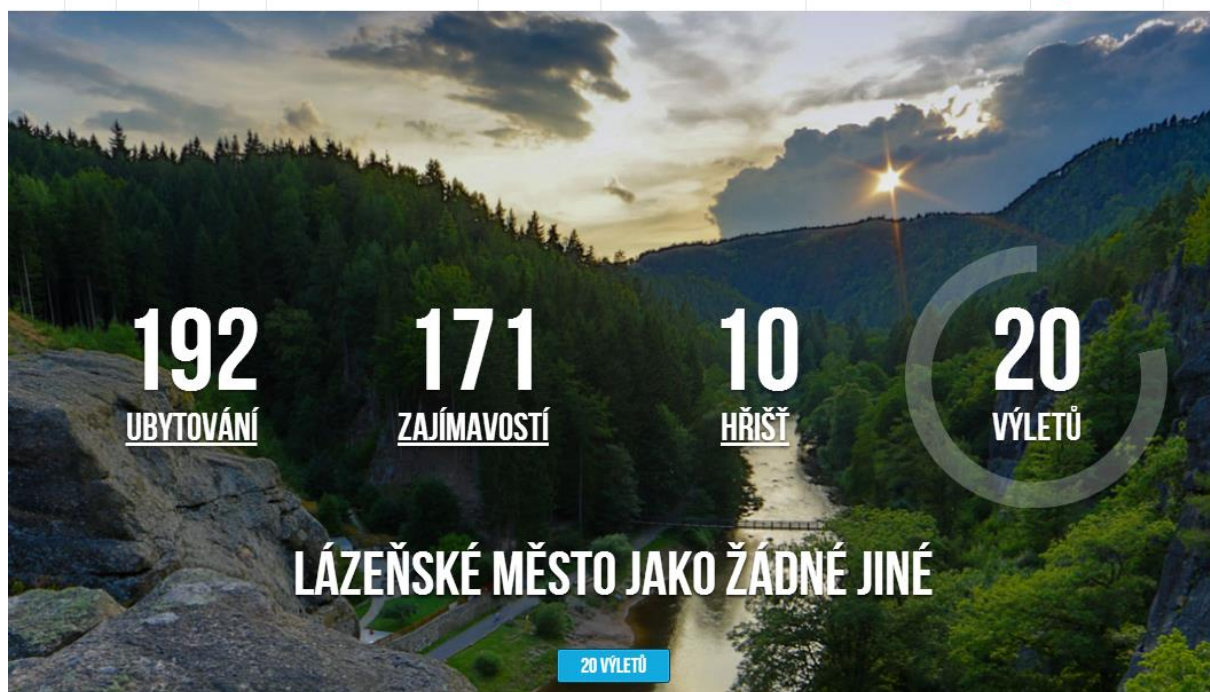 192
UBYTOVÁNÍ
171
ZAJÍMAVOSTÍ
10
HŘIŠŤ
20
VÝLETŮ
LÁZEŇSKÉ MĚSTO JAKO ŽÁDNÉ JINÉ
20 VÝLETŮ